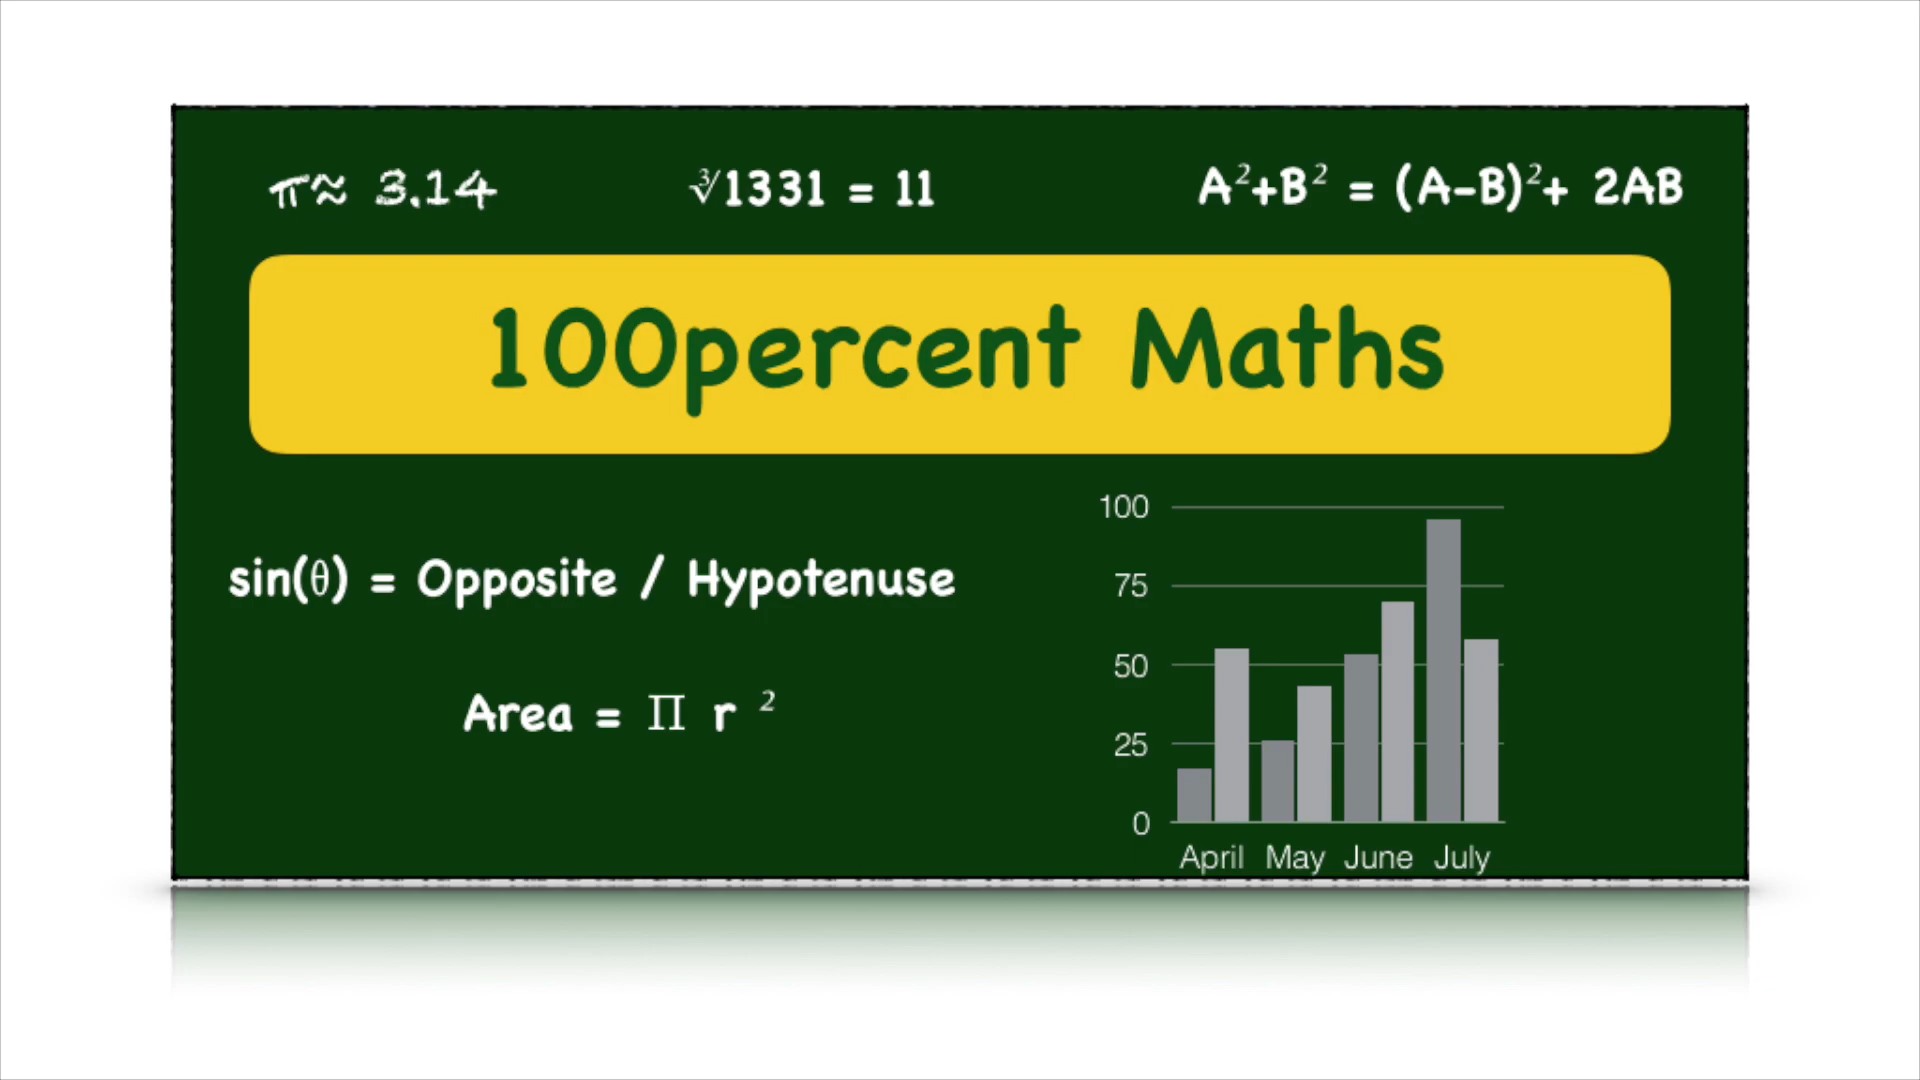 π≈ 3.14
∛1331 = 11
A²+B² = (A-B)²+ 2AB
100percent Maths
sin(θ) = Opposite / Hypotenuse
Area = Π r ²
100
75
50
25
0
April May June July